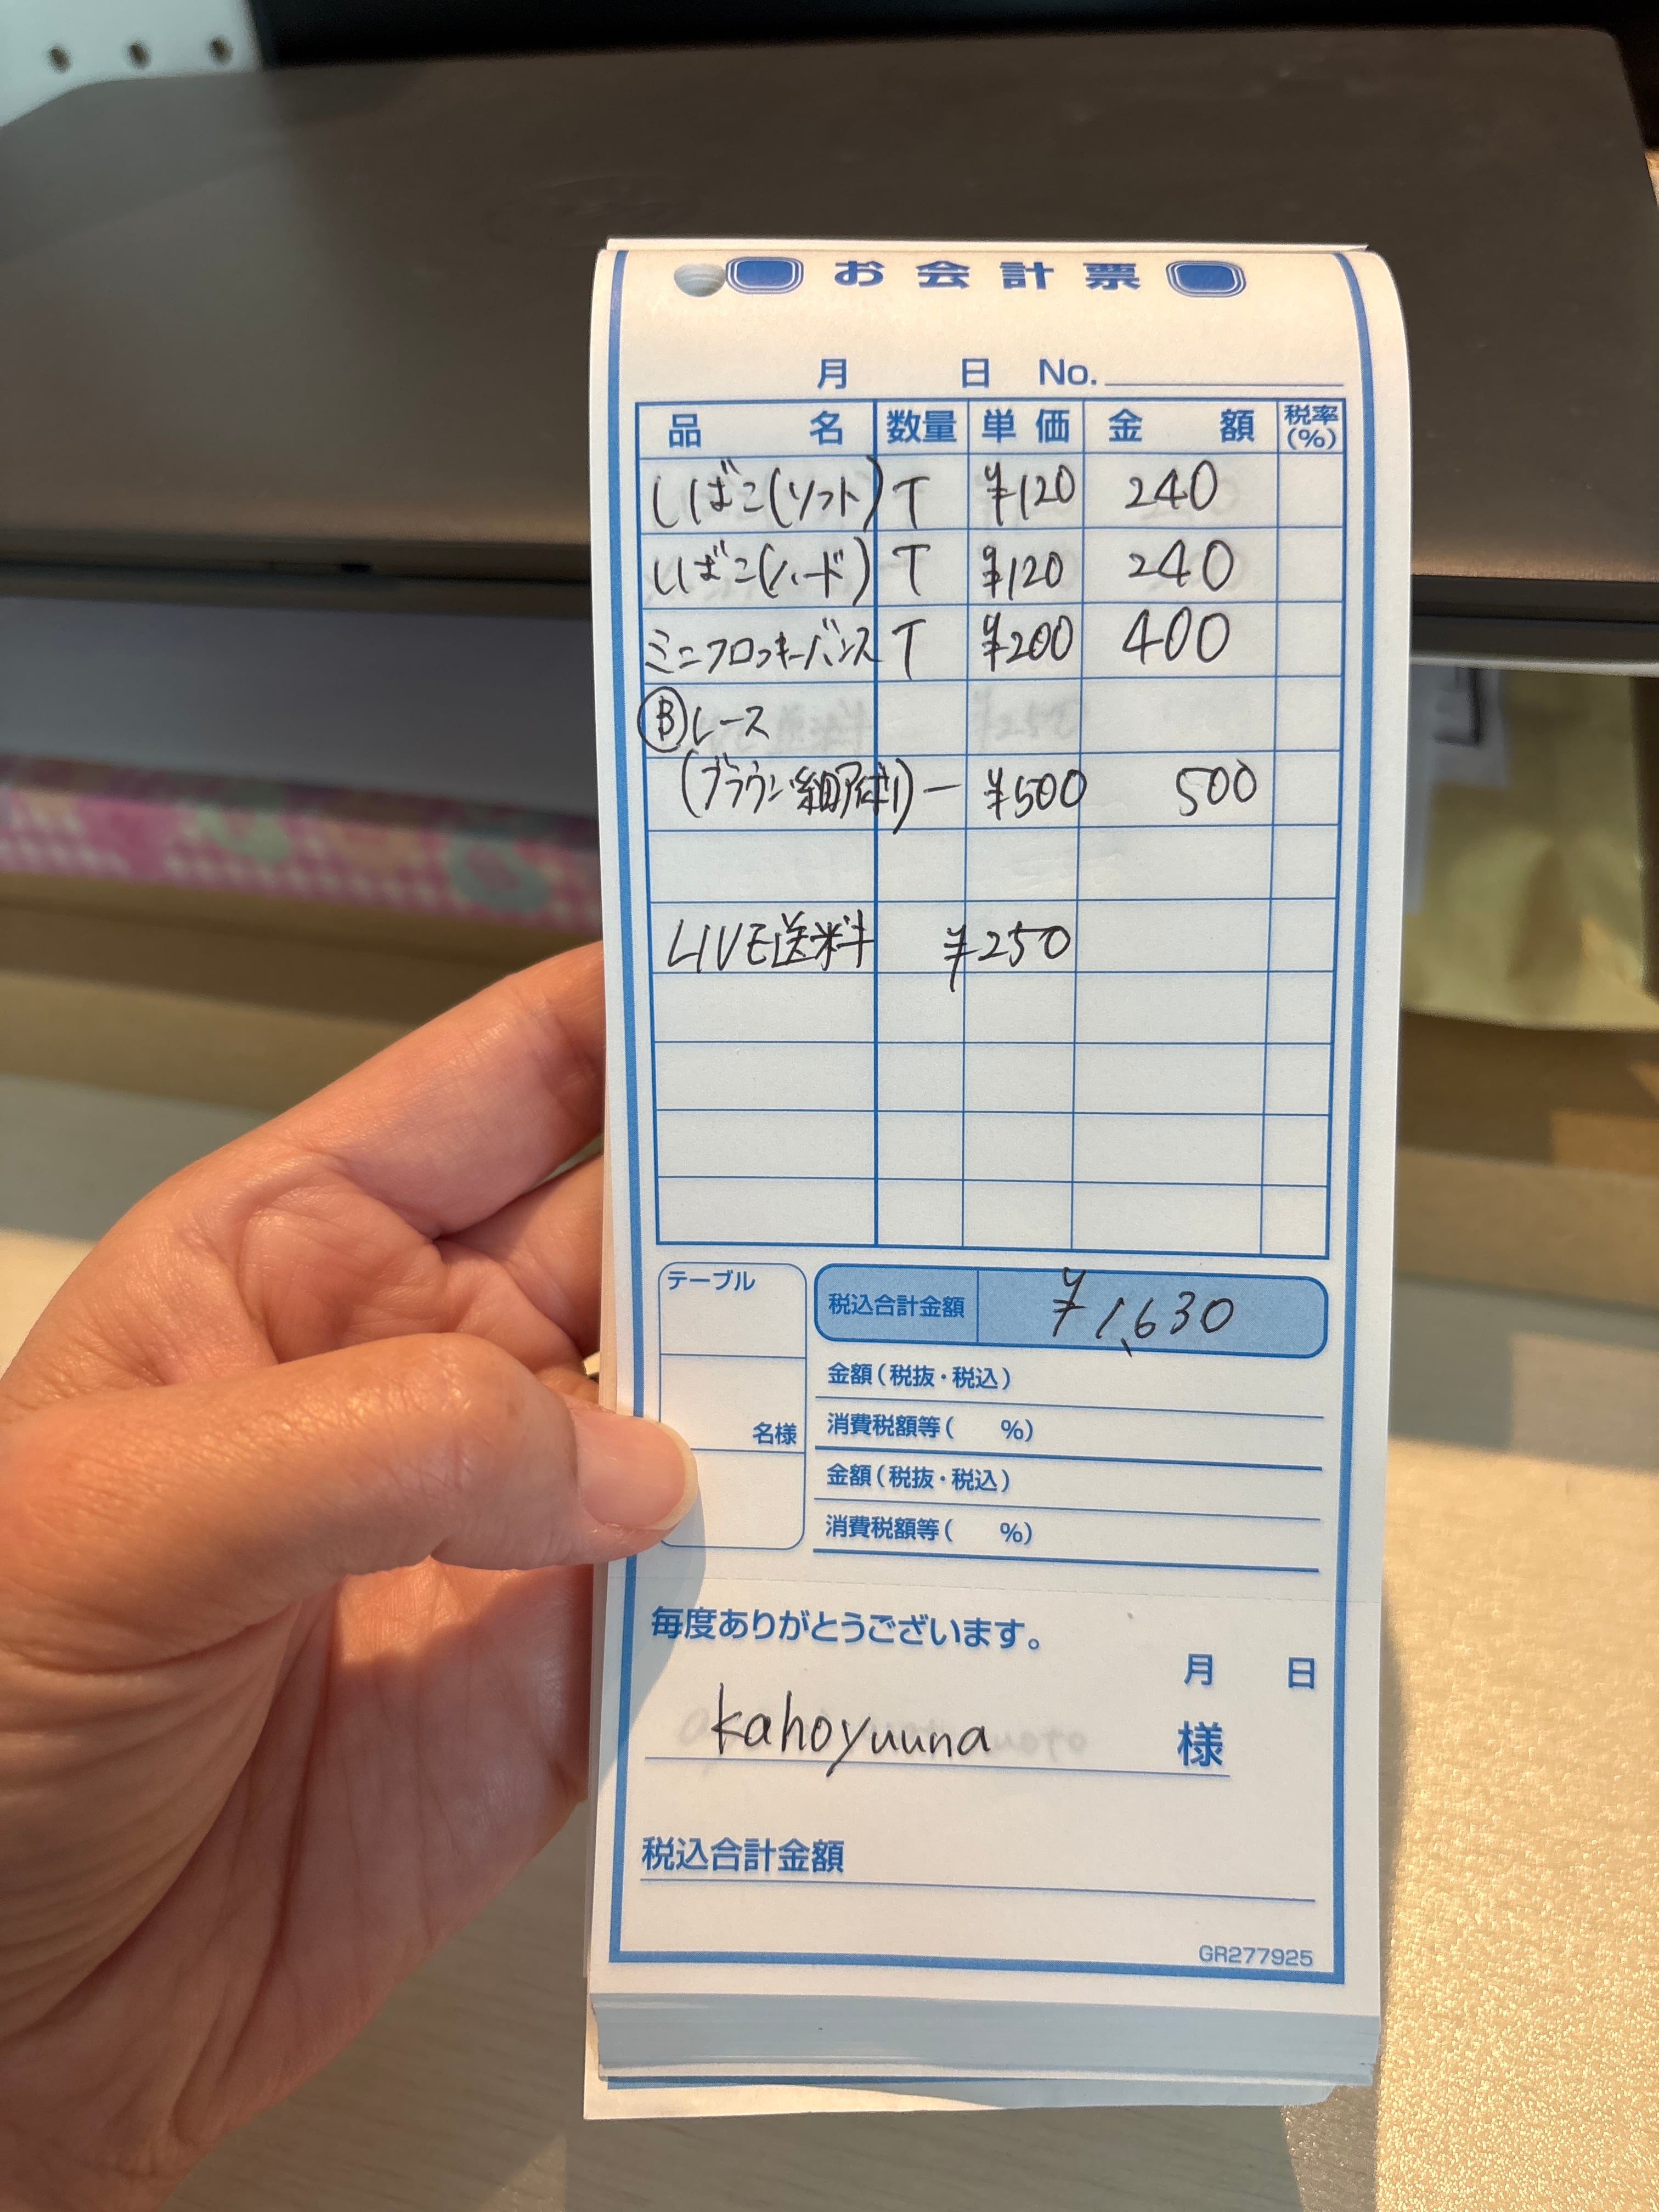 お会計票
月 日 No.
品名 数量 単価 金額 税率(%)
しばこ(ソフト) T ¥120 240
しばこ(ハード) T ¥120 240
ミニフロッキーバンス T ¥200 400
Ⓑレース
(ブラウン細 ) 一 ¥500 500
LIVE送料 ¥250
テーブル
税込合計金額 ¥1,630
金額(税抜・税込)
消費税額等( %)
名様
金額(税抜・税込)
消費税額等( %)
毎度ありがとうございます。
月 日
kahoyuuna 様
税込合計金額
GR277925